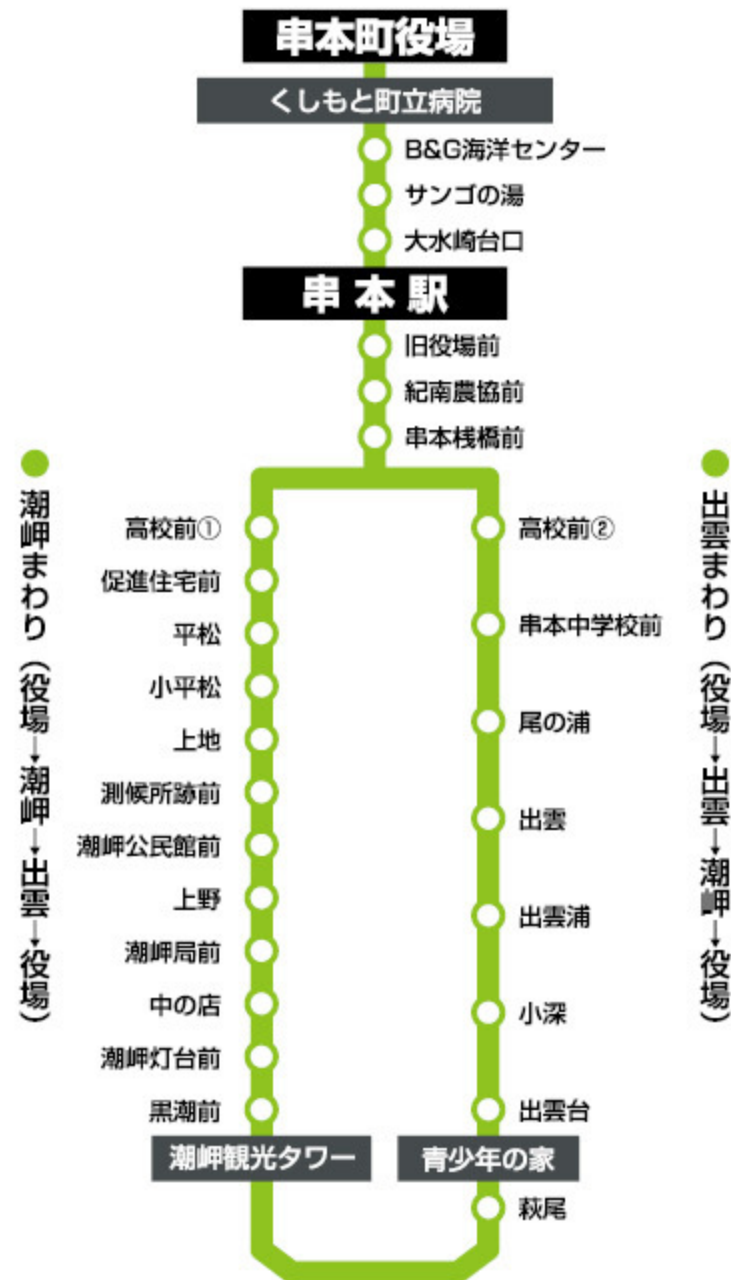 串本町役場
くしもと町立病院
B&G海洋センター
サンゴの湯
大水崎台口
串本駅
旧役場前
紀南農協前
串本桟橋前
潮岬まわり（役場→潮岬→出雲→役場）
高校前①
促進住宅前
平松
小平松
上地
測候所跡前
潮岬公民館前
上野
潮岬局前
中の店
潮岬灯台前
黒潮前
潮岬観光タワー
高校前②
串本中学校前
尾の浦
出雲
出雲浦
小深
出雲台
青少年の家
萩尾
出雲まわり（役場→出雲→潮岬→役場）